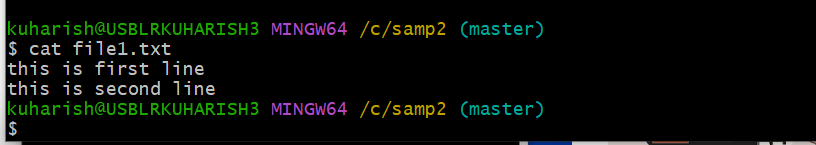 kuharish@USBLRKUHARISH3 MINGW64 /c/samp2 (master)
$ cat file1.txt
this is first line
this is second line
kuharish@USBLRKUHARISH3 MINGW64 /c/samp2 (master)
$